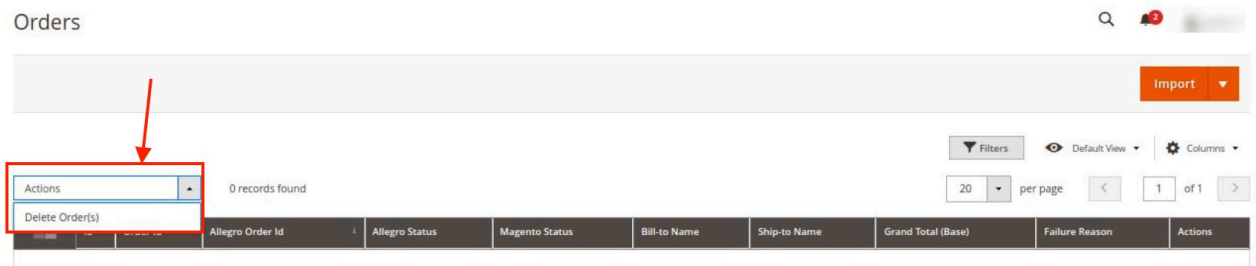 Orders
2
Import
Filters
Default View
Columns
Actions
0 records found
20
per page
1
of 1
Delete Order(s)
Allegro Order Id
Allegro Status
Magento Status
Bill-to Name
Ship-to Name
Grand Total (Base)
Failure Reason
Actions